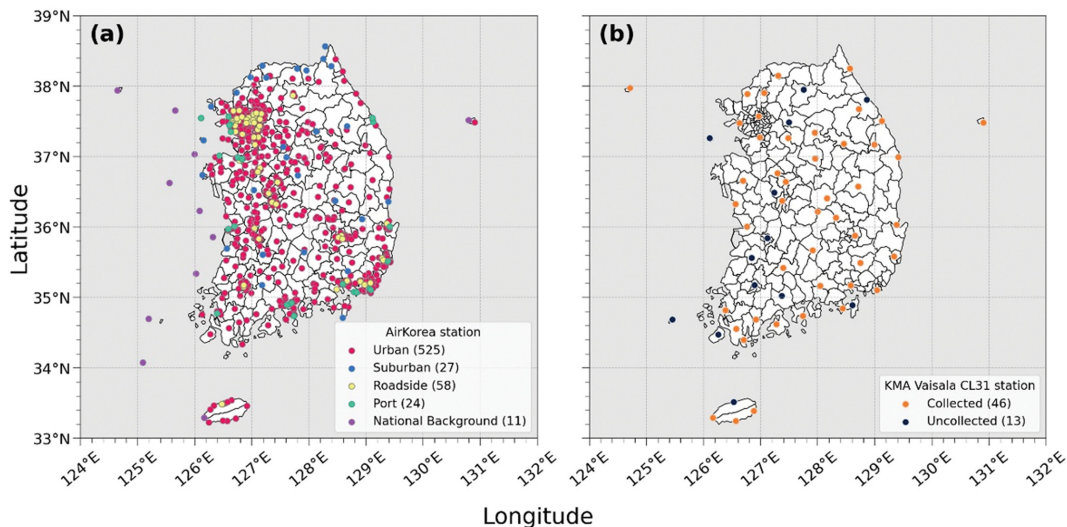 (a)
39°N
38°N
37°N
36°N
35°N
34°N
33°N
Latitude
AirKorea station
Urban (525)
Suburban (27)
Roadside (58)
Port (24)
National Background (11)
124°E
125°E
126°E
127°E
128°E
129°E
130°E
131°E
132°E
(b)
KMA Vaisala CL31 station
Collected (46)
Uncollected (13)
124°E
125°E
126°E
127°E
128°E
129°E
130°E
131°E
132°E
Longitude